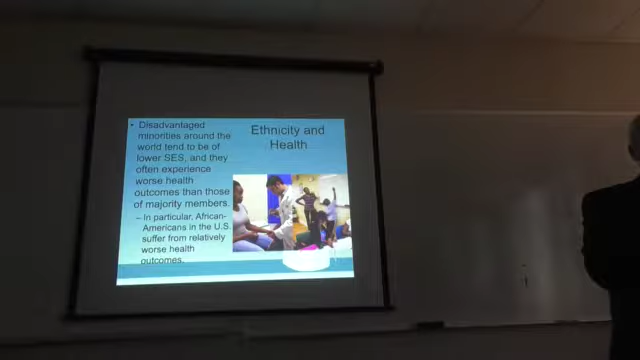 Ethnicity and
Health
• Disadvantaged
minorities around the
world tend to be of
lower SES, and they
often experience
worse health
outcomes than those
of majority members.
– In particular, African-
Americans in the U.S.
suffer from relatively
worse health
outcomes.